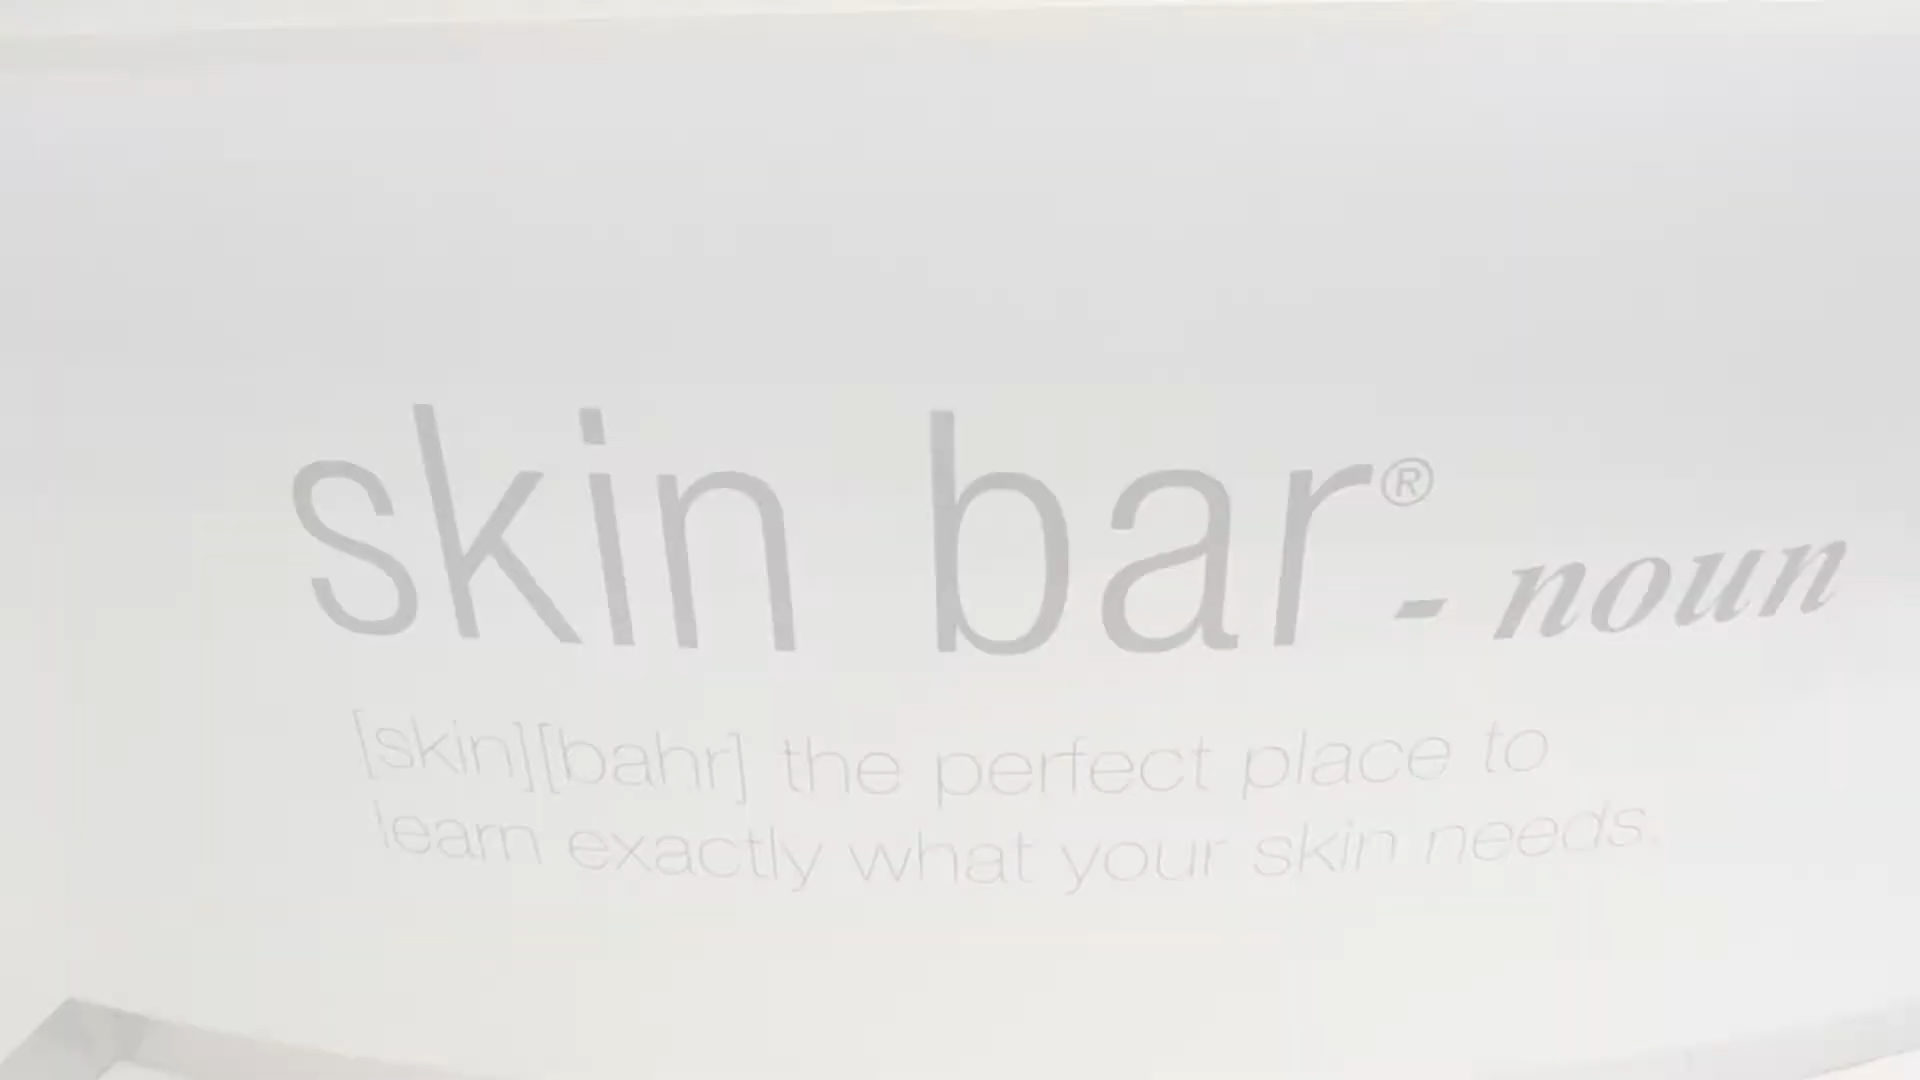 skin bar® - noun
[skin][bahr] the perfect place to
learn exactly what your skin needs.